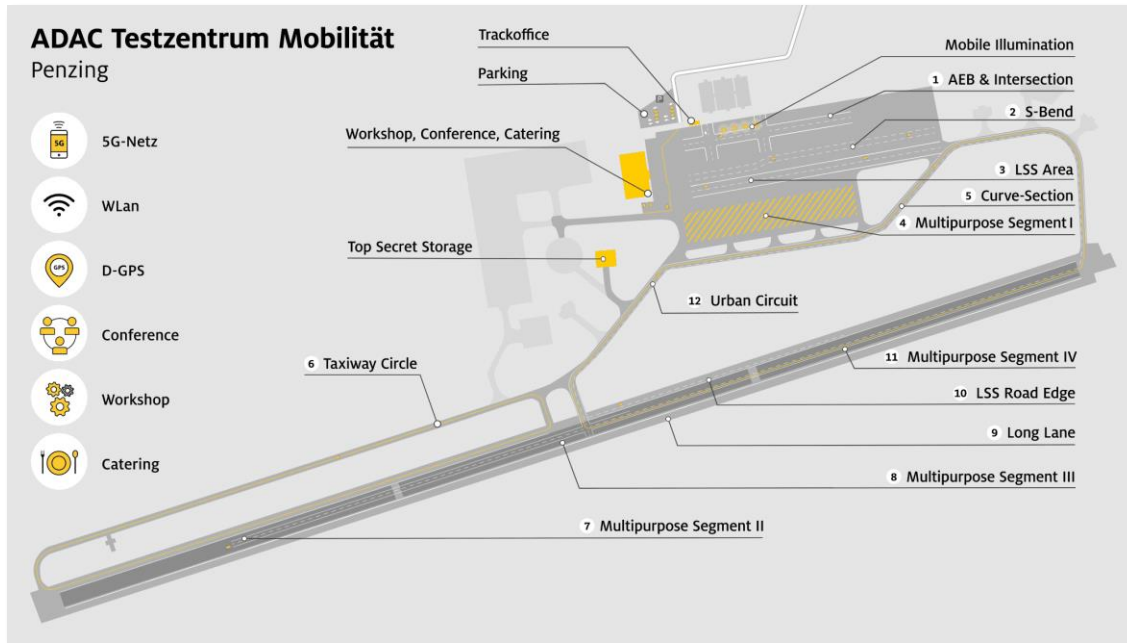 ADAC Testzentrum Mobilität
Penzing
5G
5G-Netz
WLan
GPS
D-GPS
Conference
Workshop
Catering
Trackoffice
Parking
Workshop, Conference, Catering
Top Secret Storage
6 Taxiway Circle
Mobile Illumination
1 AEB & Intersection
2 S-Bend
3 LSS Area
5 Curve-Section
4 Multipurpose Segment I
12 Urban Circuit
11 Multipurpose Segment IV
10 LSS Road Edge
9 Long Lane
8 Multipurpose Segment III
7 Multipurpose Segment II